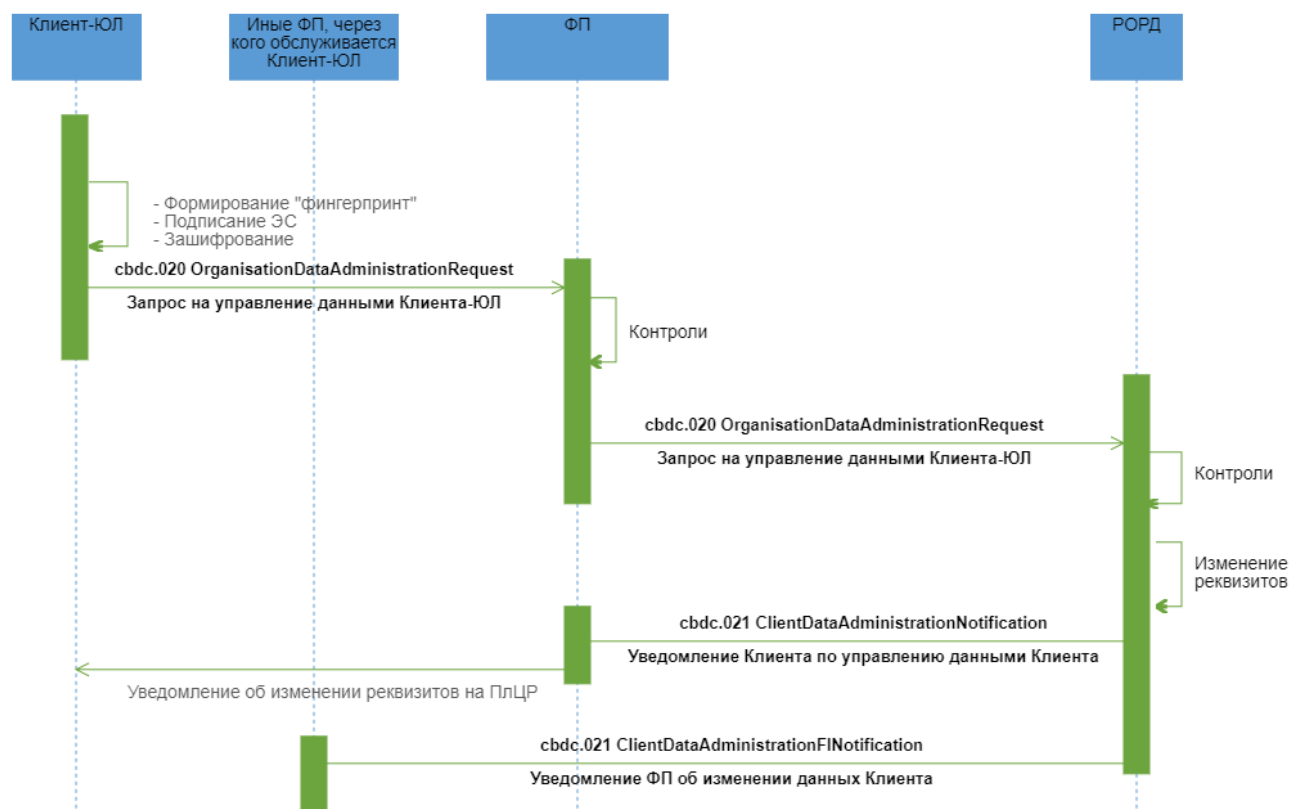 Клиент-ЮЛ
Иные ФП, через
кого обслуживается
Клиент-ЮЛ
ФП
РОРД
- Формирование "фингерпринт"
- Подписание ЭС
- Зашифрование
cbdc.020 OrganisationDataAdministrationRequest
Запрос на управление данными Клиента-ЮЛ
Контроли
cbdc.020 OrganisationDataAdministrationRequest
Запрос на управление данными Клиента-ЮЛ
Контроли
Изменение
реквизитов
cbdc.021 ClientDataAdministrationNotification
Уведомление Клиента по управлению данными Клиента
Уведомление об изменении реквизитов на ПлЦР
cbdc.021 ClientDataAdministrationFINotification
Уведомление ФП об изменении данных Клиента